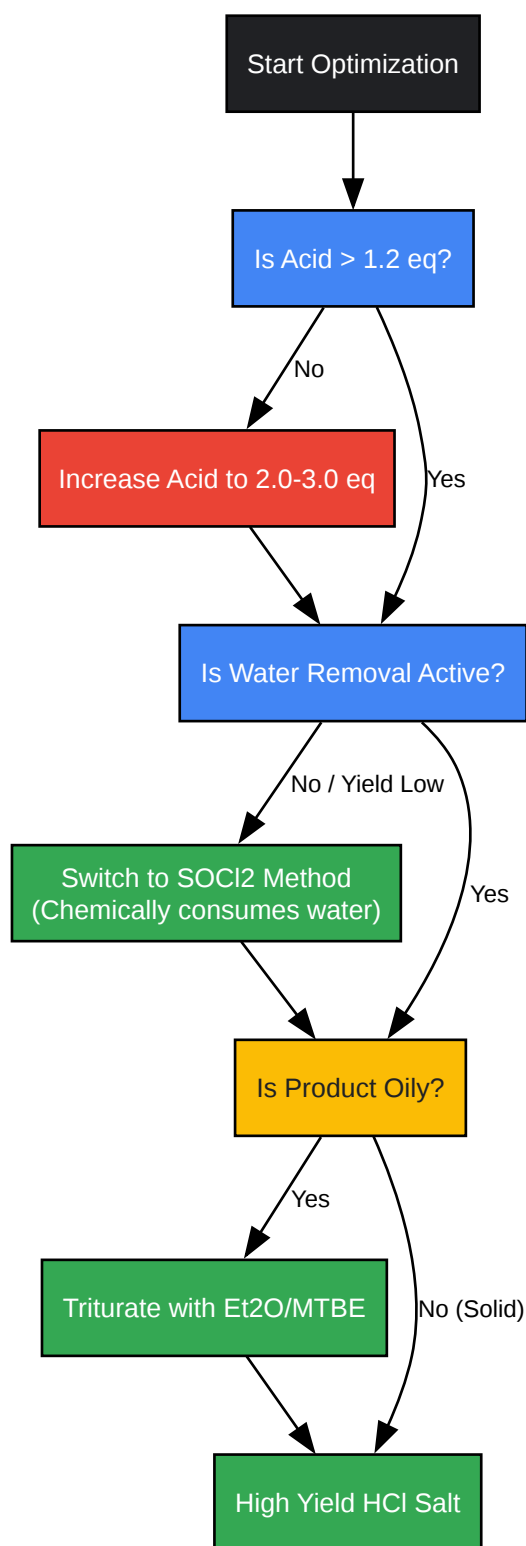 Start Optimization
Is Acid > 1.2 eq?
No
Increase Acid to 2.0-3.0 eq
Yes
Is Water Removal Active?
No / Yield Low
Switch to SOCl2 Method
(Chemically consumes water)
Yes
Is Product Oily?
Yes
Triturate with Et2O/MTBE
No (Solid)
High Yield HCl Salt